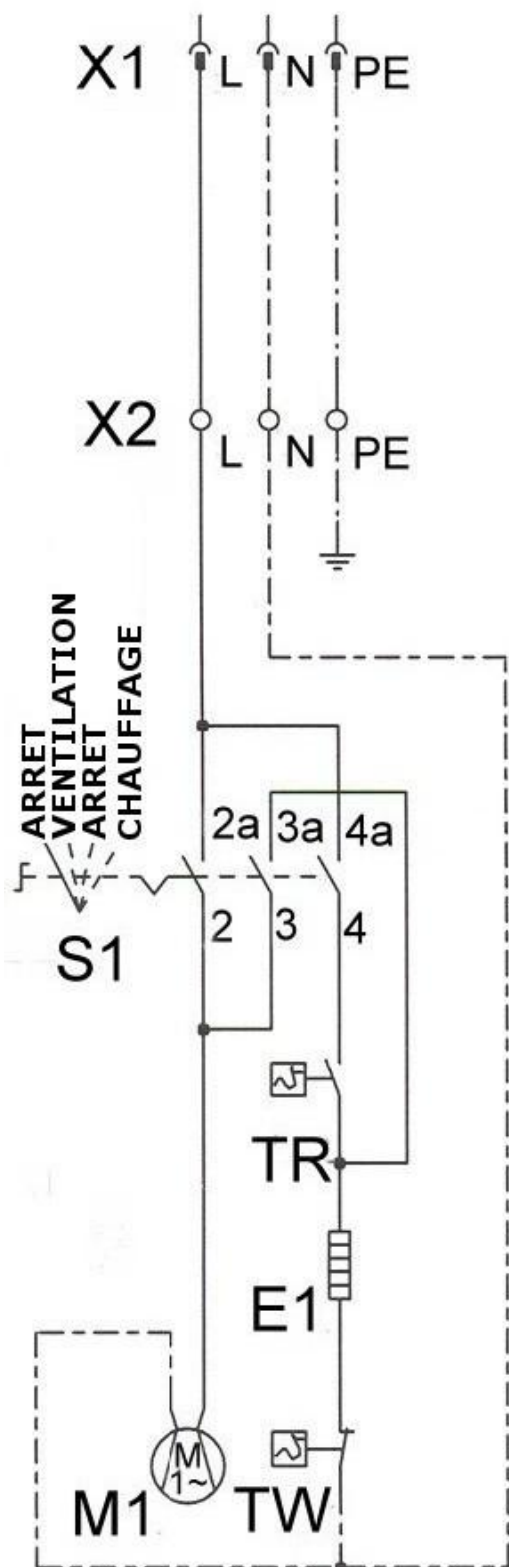 X1 L N PE
X2 L N PE
ARRET
VENTILATION
ARRET
CHAUFFAGE
2a 3a 4a
2 3 4
S1
TR
E1
M
1~
M1 TW